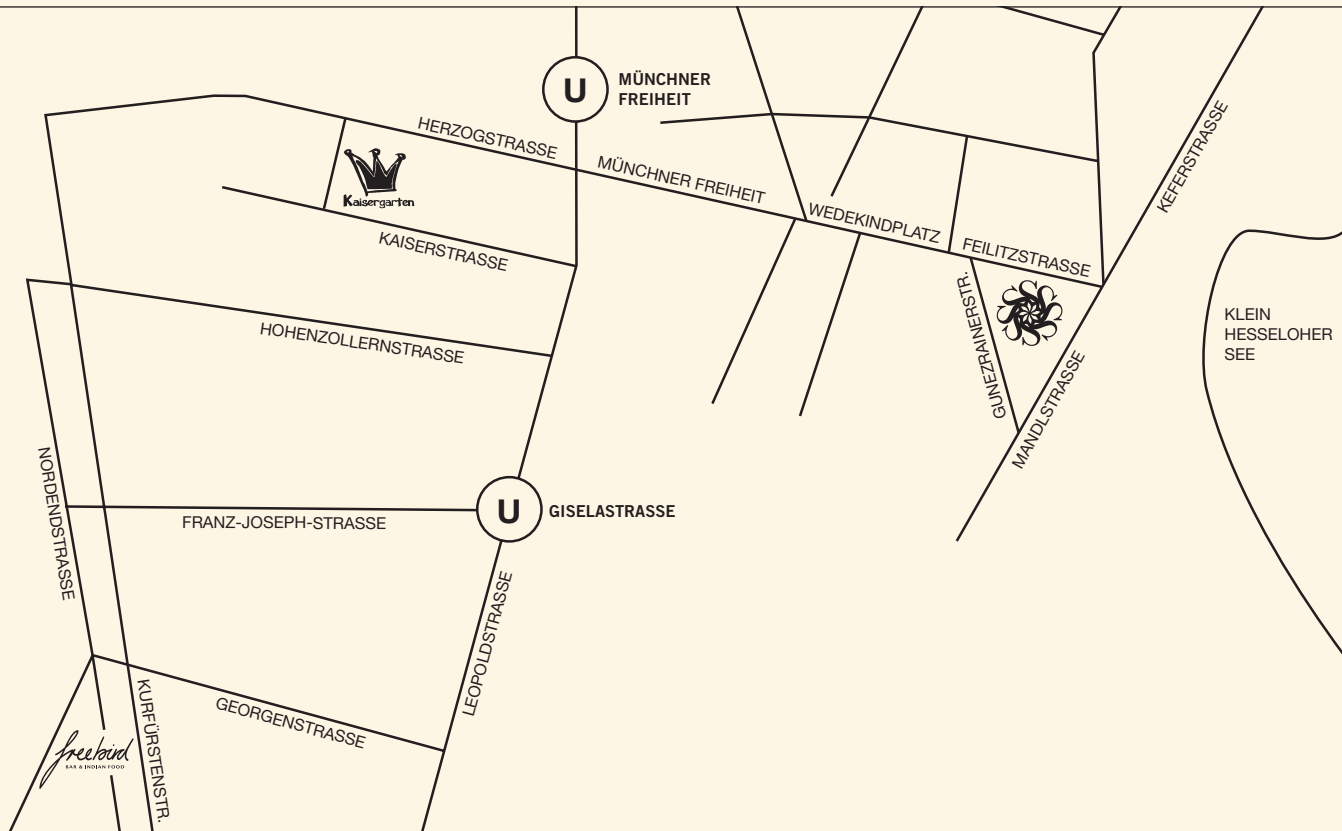 U
MÜNCHNER
FREIHEIT
HERZOGSTRASSE
MÜNCHNER FREIHEIT
KEFERSTRASSE
Kaisergarten
WEDEKINDPLATZ
KAISERSTRASSE
FEILITZSTRASSE
GUNEZRAINERSTR.
KLEIN
HESSELOHER
SEE
HOHENZOLLERNSTRASSE
MANDLSTRASSE
NORDENDSTRASSE
U
GISELASTRASSE
FRANZ-JOSEPH-STRASSE
LEOPOLDSTRASSE
KURFÜRSTENSTR.
GEORGENSTRASSE
freebird
BAR & INDIAN FOOD